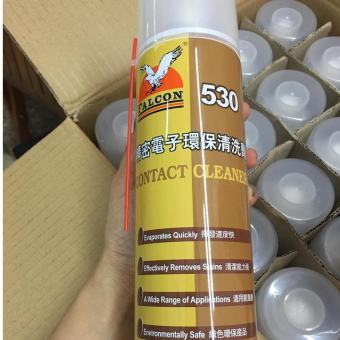 FALCON
530
精密電子環保清洗劑
CONTACT CLEANER
Evaporates Quickly 揮發速度快
Effectively Removes Stains 清潔能力強
A Wide Range of Applications 適用範圍廣
Environmentally Safe 綠色環保產品